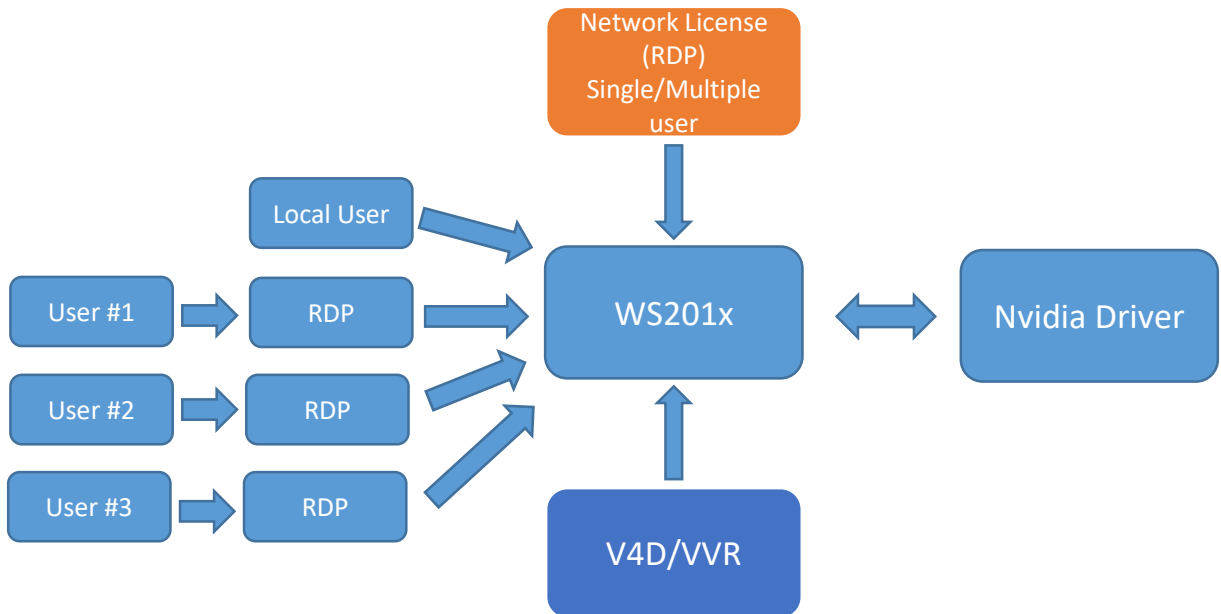 Network License
(RDP)
Single/Multiple
user
Local User
User #1
RDP
WS201x
Nvidia Driver
User #2
RDP
User #3
RDP
V4D/VVR